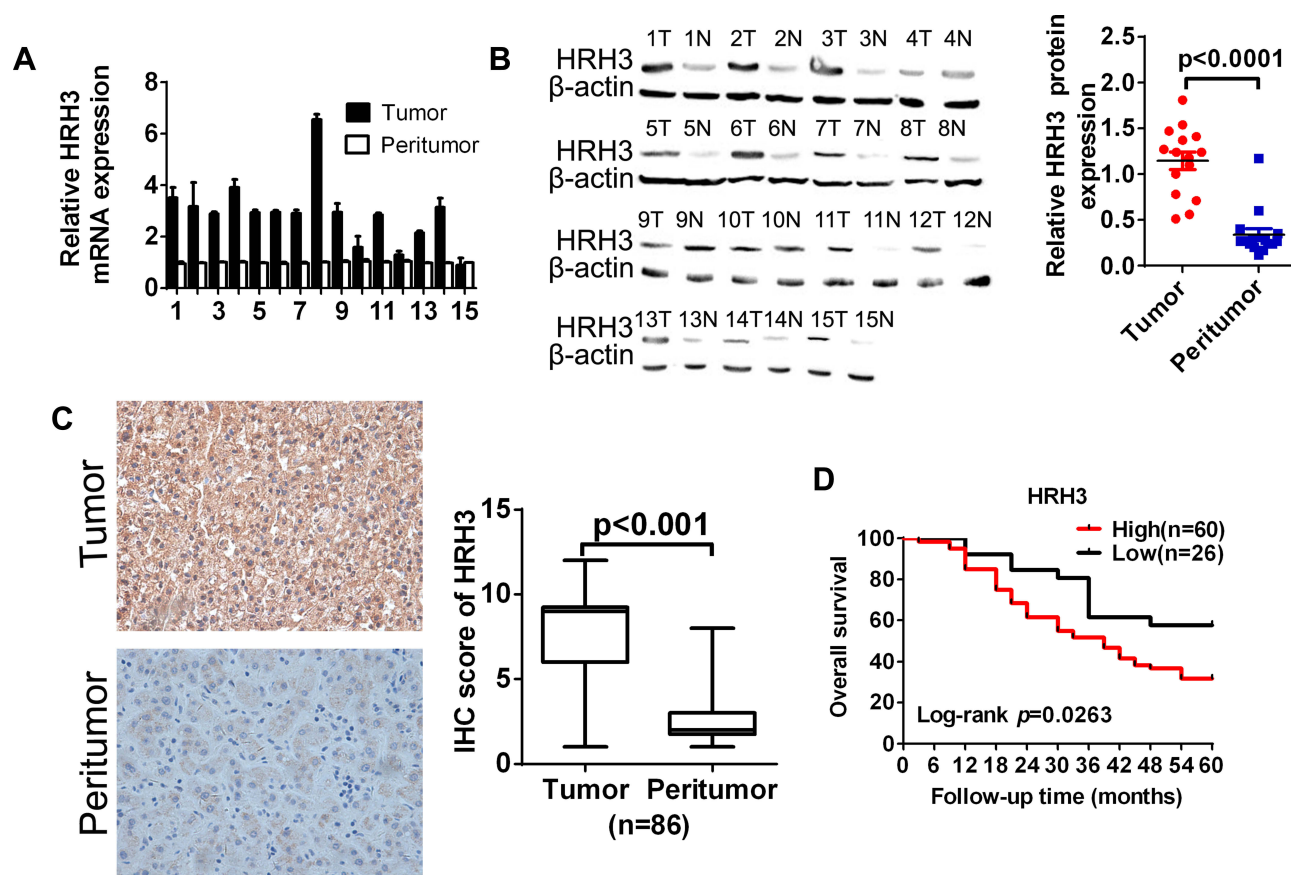 A
Relative HRH3
mRNA expression
8
6
4
2
0
Tumor
Peritumor
1 3 5 7 9 11 13 15
B
1T 1N 2T 2N 3T 3N 4T 4N
HRH3
β-actin
5T 5N 6T 6N 7T 7N 8T 8N
HRH3
β-actin
9T 9N 10T 10N 11T 11N 12T 12N
HRH3
β-actin
13T 13N 14T 14N 15T 15N
HRH3
β-actin
Relative HRH3 protein
expression
2.5
2.0
1.5
1.0
0.5
0.0
p<0.0001
Tumor
Peritumor
C
Tumor
Peritumor
IHC score of HRH3
15
10
5
0
p<0.001
Tumor Peritumor
(n=86)
D
HRH3
High(n=60)
Low(n=26)
Overall survival
100
80
60
40
20
0
Log-rank p=0.0263
0 6 12 18 24 30 36 42 48 54 60
Follow-up time (months)